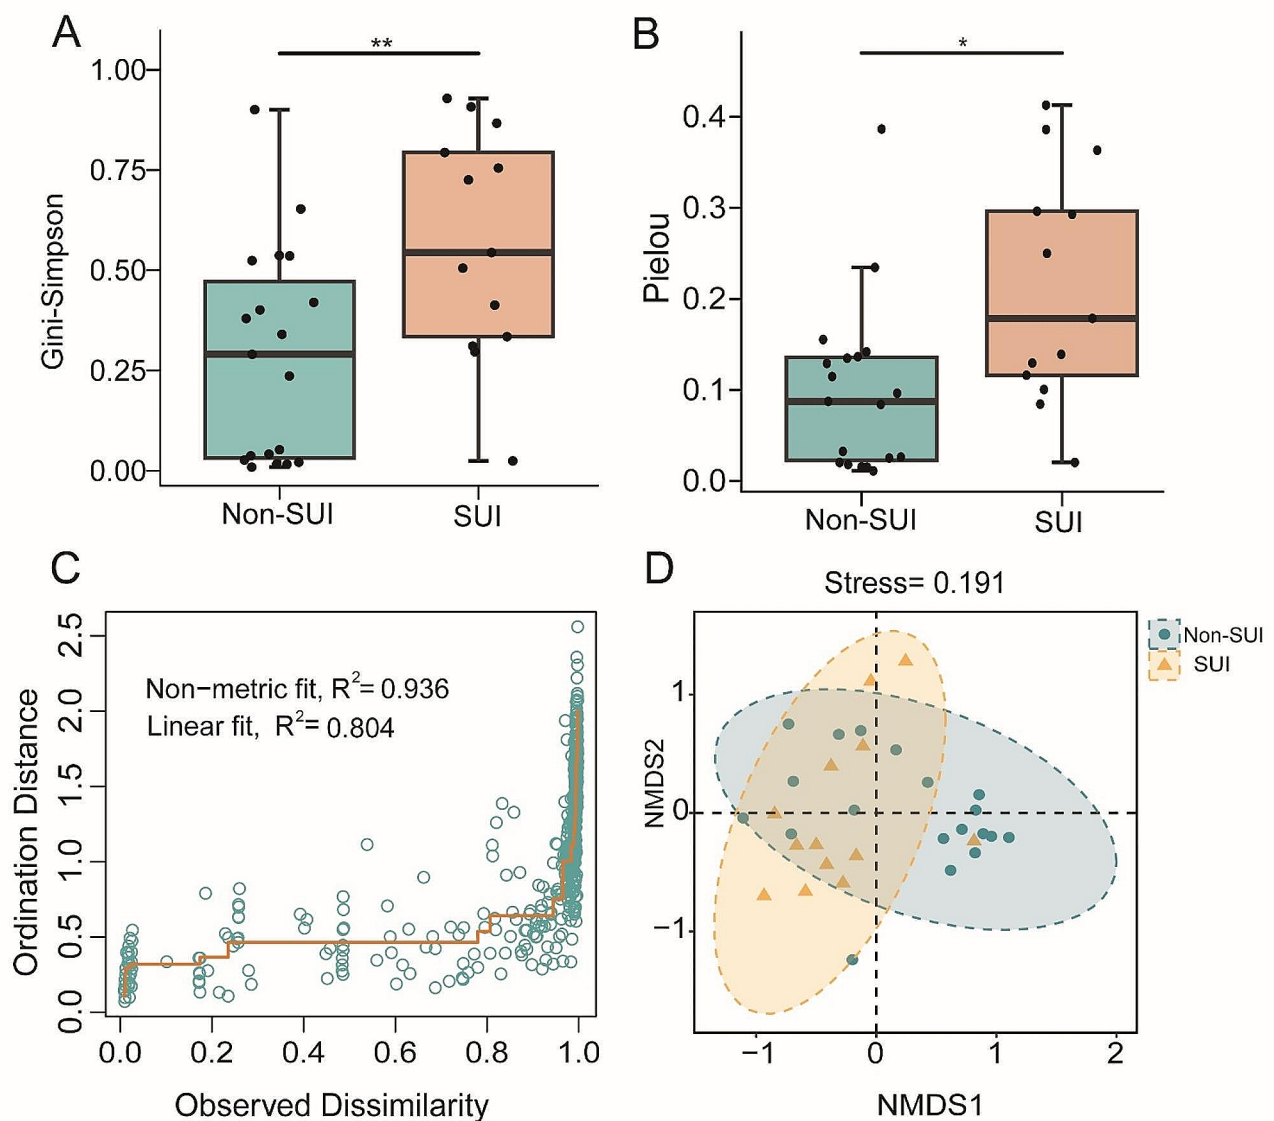 A
**
1.00
0.75
0.50
0.25
0.00
Gini-Simpson
Non-SUI
SUI
B
*
0.4
0.3
0.2
0.1
0.0
Pielou
Non-SUI
SUI
C
Non-metric fit, R²= 0.936
Linear fit, R²= 0.804
2.5
2.0
1.5
1.0
0.5
0.0
Ordination Distance
0.0 0.2 0.4 0.6 0.8 1.0
Observed Dissimilarity
D
Stress= 0.191
Non-SUI
SUI
1
0
−1
NMDS2
−1 0 1 2
NMDS1